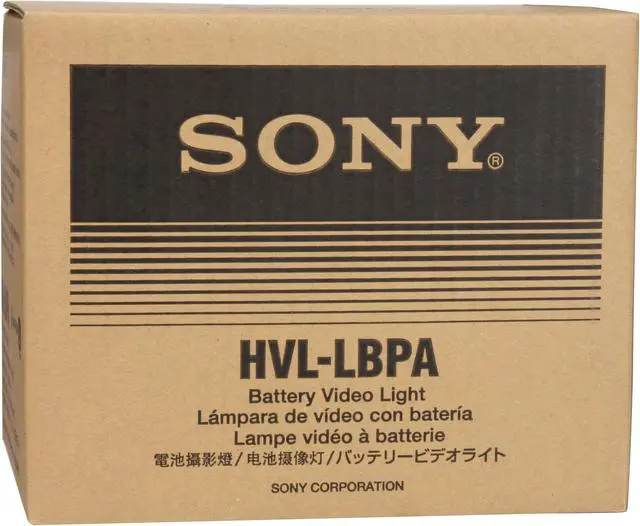 SONY®
HVL-LBPA
Battery Video Light
Lámpara de vídeo con batería
Lampe vidéo à batterie
電池攝影燈/电池摄像灯/バッテリービデオライト
SONY CORPORATION